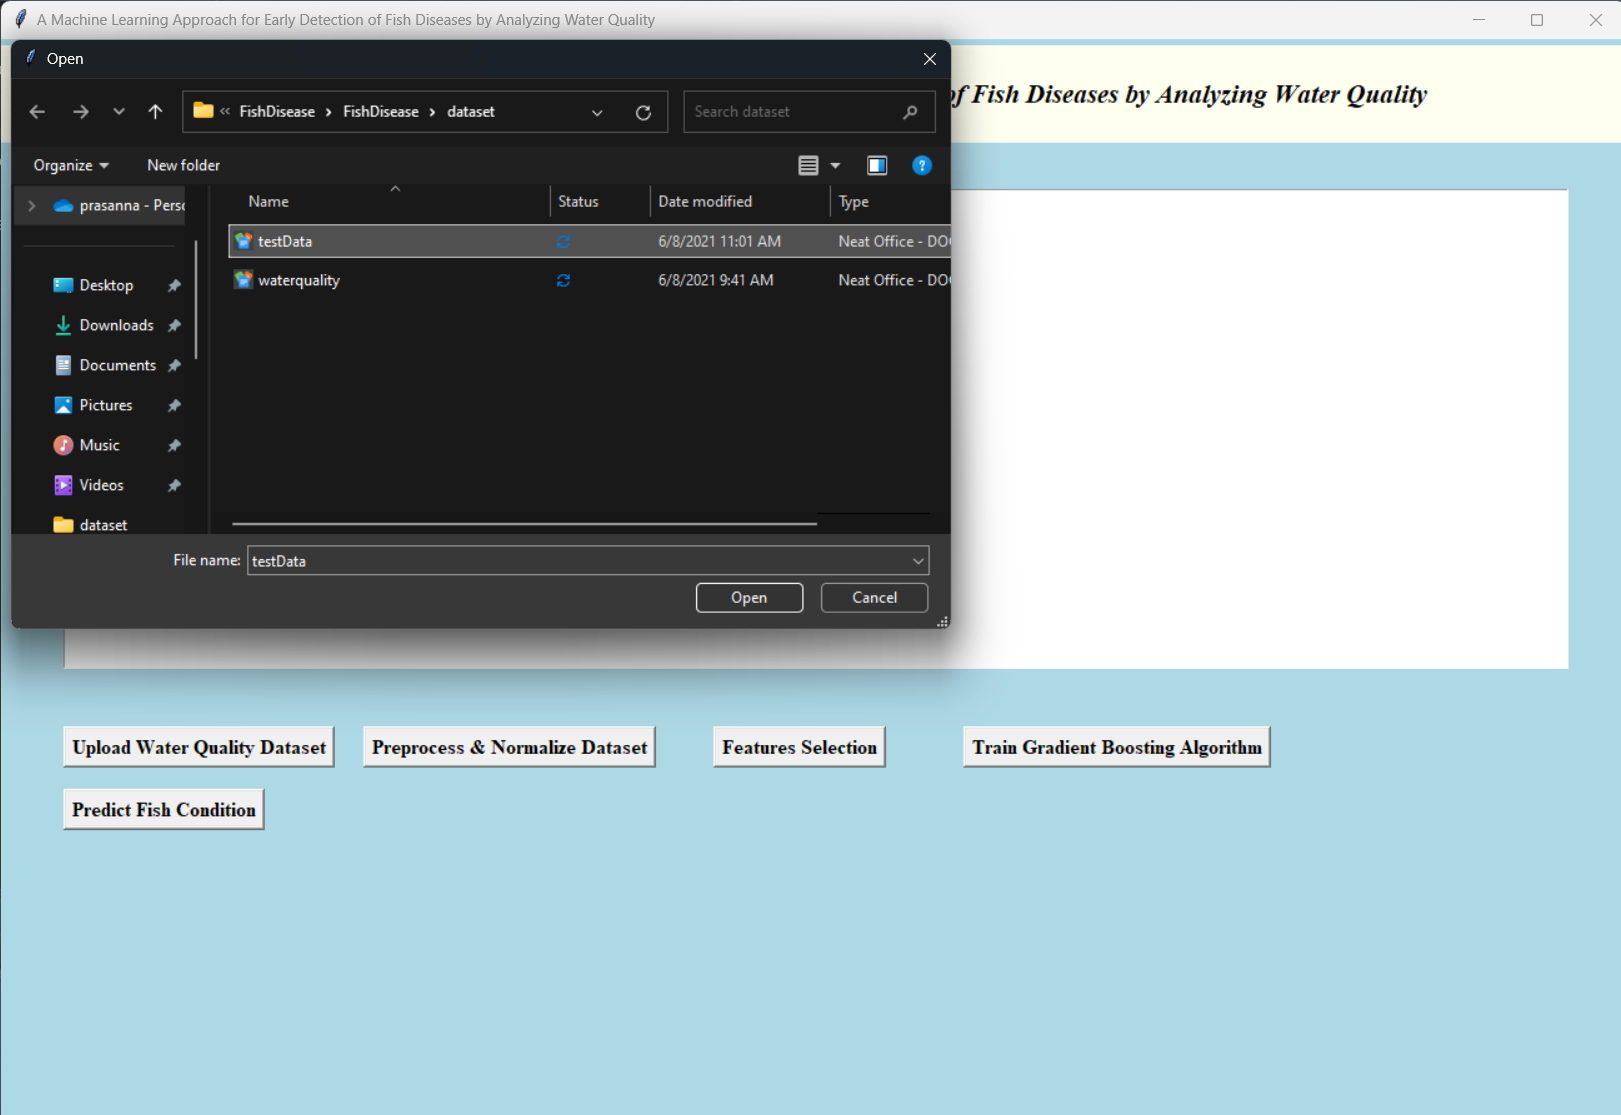 A Machine Learning Approach for Early Detection of Fish Diseases by Analyzing Water Quality
Open
of Fish Diseases by Analyzing Water Quality
« FishDisease › FishDisease › dataset
Search dataset
Organize
New folder
prasanna - Perso
Name
Status
Date modified
Type
testData
6/8/2021 11:01 AM
Neat Office - DO
waterquality
6/8/2021 9:41 AM
Neat Office - DO
Desktop
Downloads
Documents
Pictures
Music
Videos
dataset
File name: testData
Open
Cancel
Upload Water Quality Dataset
Preprocess & Normalize Dataset
Features Selection
Train Gradient Boosting Algorithm
Predict Fish Condition